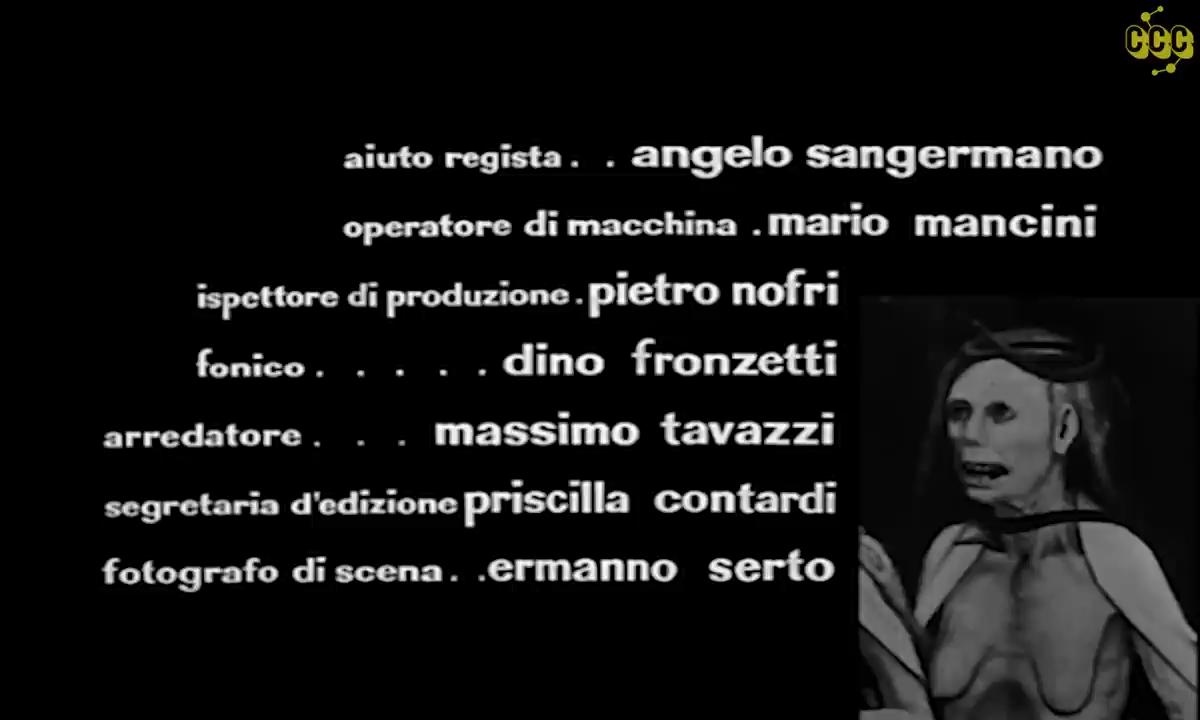 CCC
aiuto regista . . angelo sangermano
operatore di macchina . mario mancini
ispettore di produzione . pietro nofri
fonico . . . . . dino fronzetti
arredatore . . . massimo tavazzi
segretaria d'edizione priscilla contardi
fotografo di scena . . ermanno serto